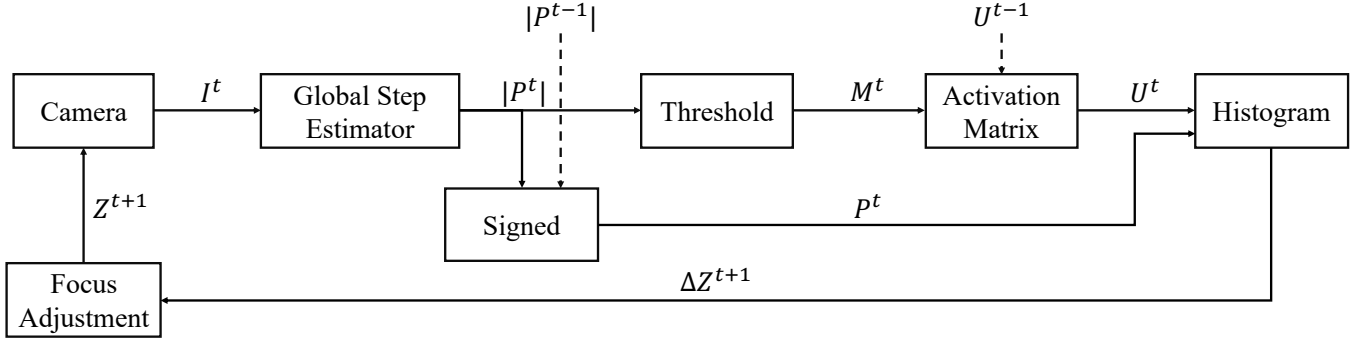 |P^{t-1}|
U^{t-1}
Camera
I^t
Global Step
Estimator
|P^t|
Threshold
M^t
Activation
Matrix
U^t
Histogram
Z^{t+1}
Signed
P^t
Focus
Adjustment
ΔZ^{t+1}